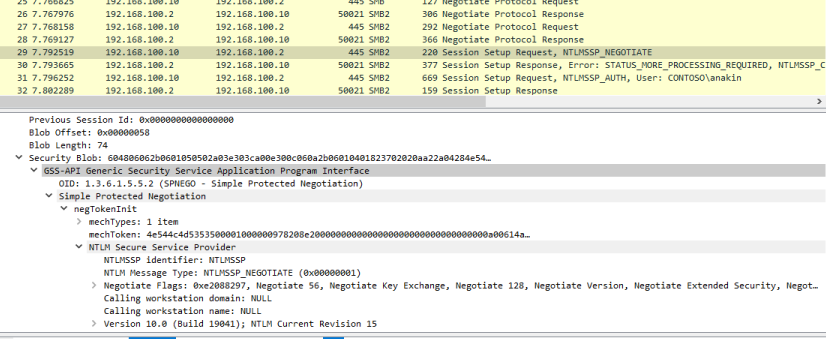 25 7.766825 192.168.100.10 192.168.100.2 445 SMB 127 Negotiate Protocol Request
26 7.767976 192.168.100.2 192.168.100.10 50021 SMB2 306 Negotiate Protocol Response
27 7.768158 192.168.100.10 192.168.100.2 445 SMB2 292 Negotiate Protocol Request
28 7.769127 192.168.100.2 192.168.100.10 50021 SMB2 366 Negotiate Protocol Response
29 7.792519 192.168.100.10 192.168.100.2 445 SMB2 220 Session Setup Request, NTLMSSP_NEGOTIATE
30 7.793665 192.168.100.2 192.168.100.10 50021 SMB2 377 Session Setup Response, Error: STATUS_MORE_PROCESSING_REQUIRED, NTLMSSP_C
31 7.796252 192.168.100.10 192.168.100.2 445 SMB2 669 Session Setup Request, NTLMSSP_AUTH, User: CONTOSO\anakin
32 7.802289 192.168.100.2 192.168.100.10 50021 SMB2 159 Session Setup Response
Previous Session Id: 0x0000000000000000
Blob Offset: 0x00000058
Blob Length: 74
Security Blob: 604806062b0601050502a03e303ca00e300c060a2b06010401823702020aa22a04284e54…
GSS-API Generic Security Service Application Program Interface
OID: 1.3.6.1.5.5.2 (SPNEGO - Simple Protected Negotiation)
Simple Protected Negotiation
negTokenInit
mechTypes: 1 item
mechToken: 4e544c4d5353500001000000978208e2000000000000000000000000000000000a00614a…
NTLM Secure Service Provider
NTLMSSP identifier: NTLMSSP
NTLM Message Type: NTLMSSP_NEGOTIATE (0x00000001)
Negotiate Flags: 0xe2088297, Negotiate 56, Negotiate Key Exchange, Negotiate 128, Negotiate Version, Negotiate Extended Security, Negot…
Calling workstation domain: NULL
Calling workstation name: NULL
Version 10.0 (Build 19041); NTLM Current Revision 15